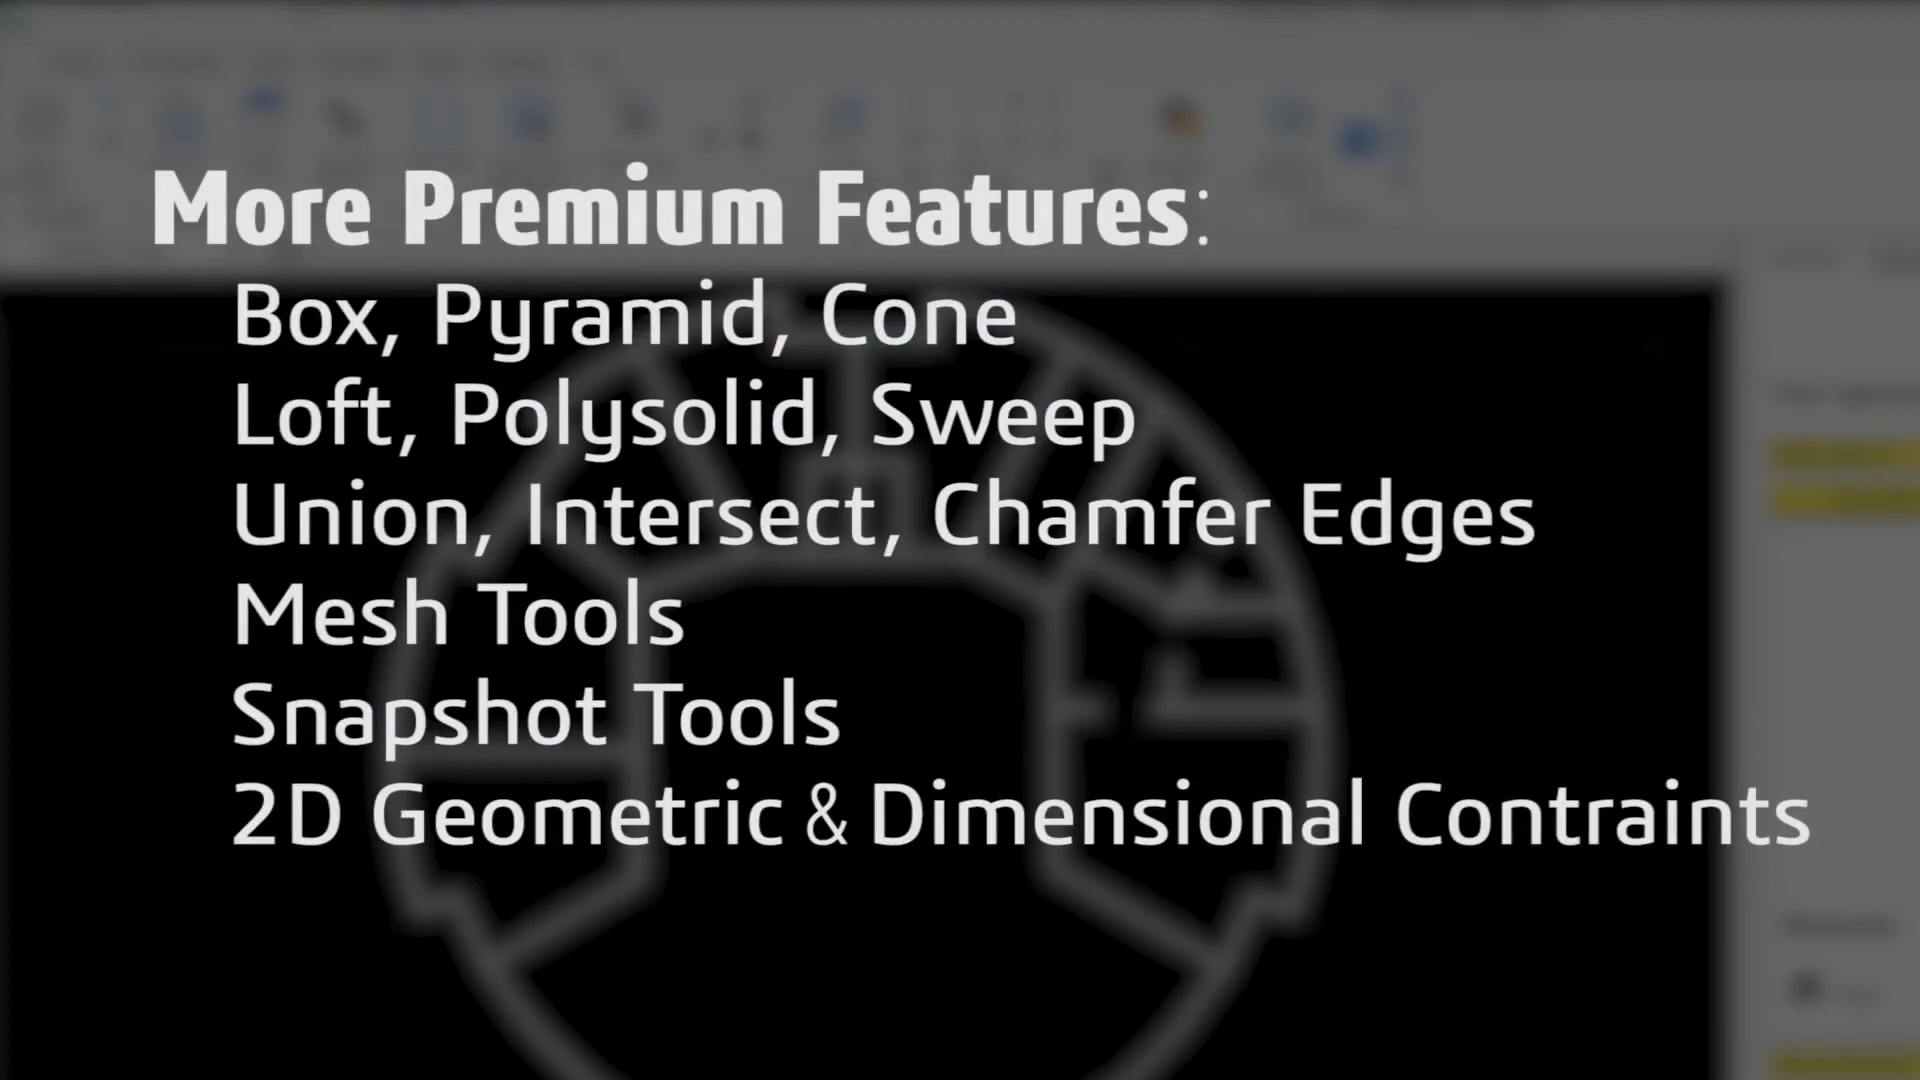 More Premium Features:
Box, Pyramid, Cone
Loft, Polysolid, Sweep
Union, Intersect, Chamfer Edges
Mesh Tools
Snapshot Tools
2D Geometric & Dimensional Contraints